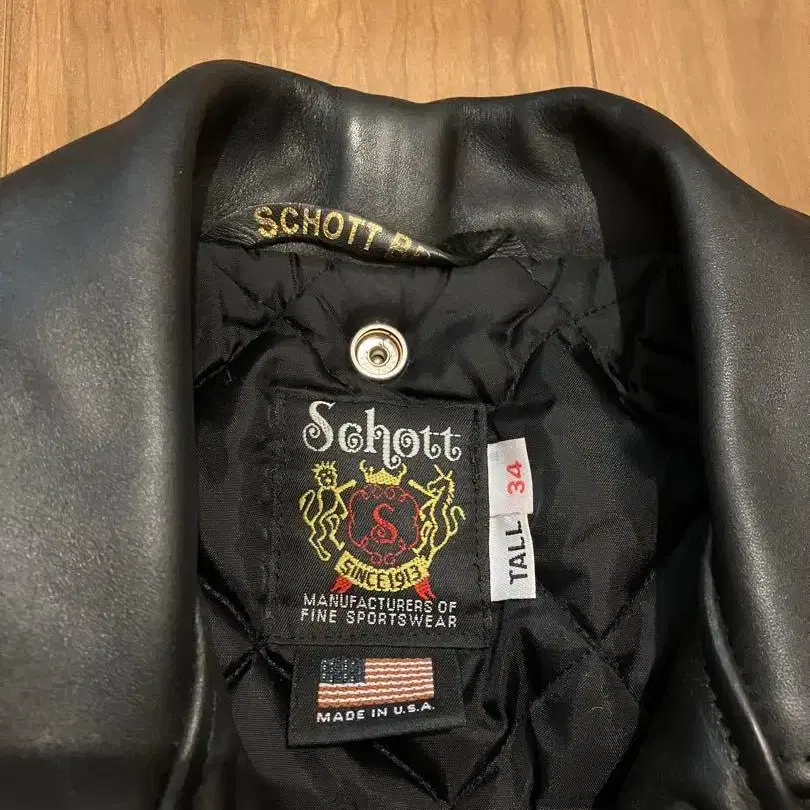 SCHOTT
Schott
S
SINCE 1913
MANUFACTURERS OF
FINE SPORTSWEAR
34
TALL
MADE IN U.S.A.